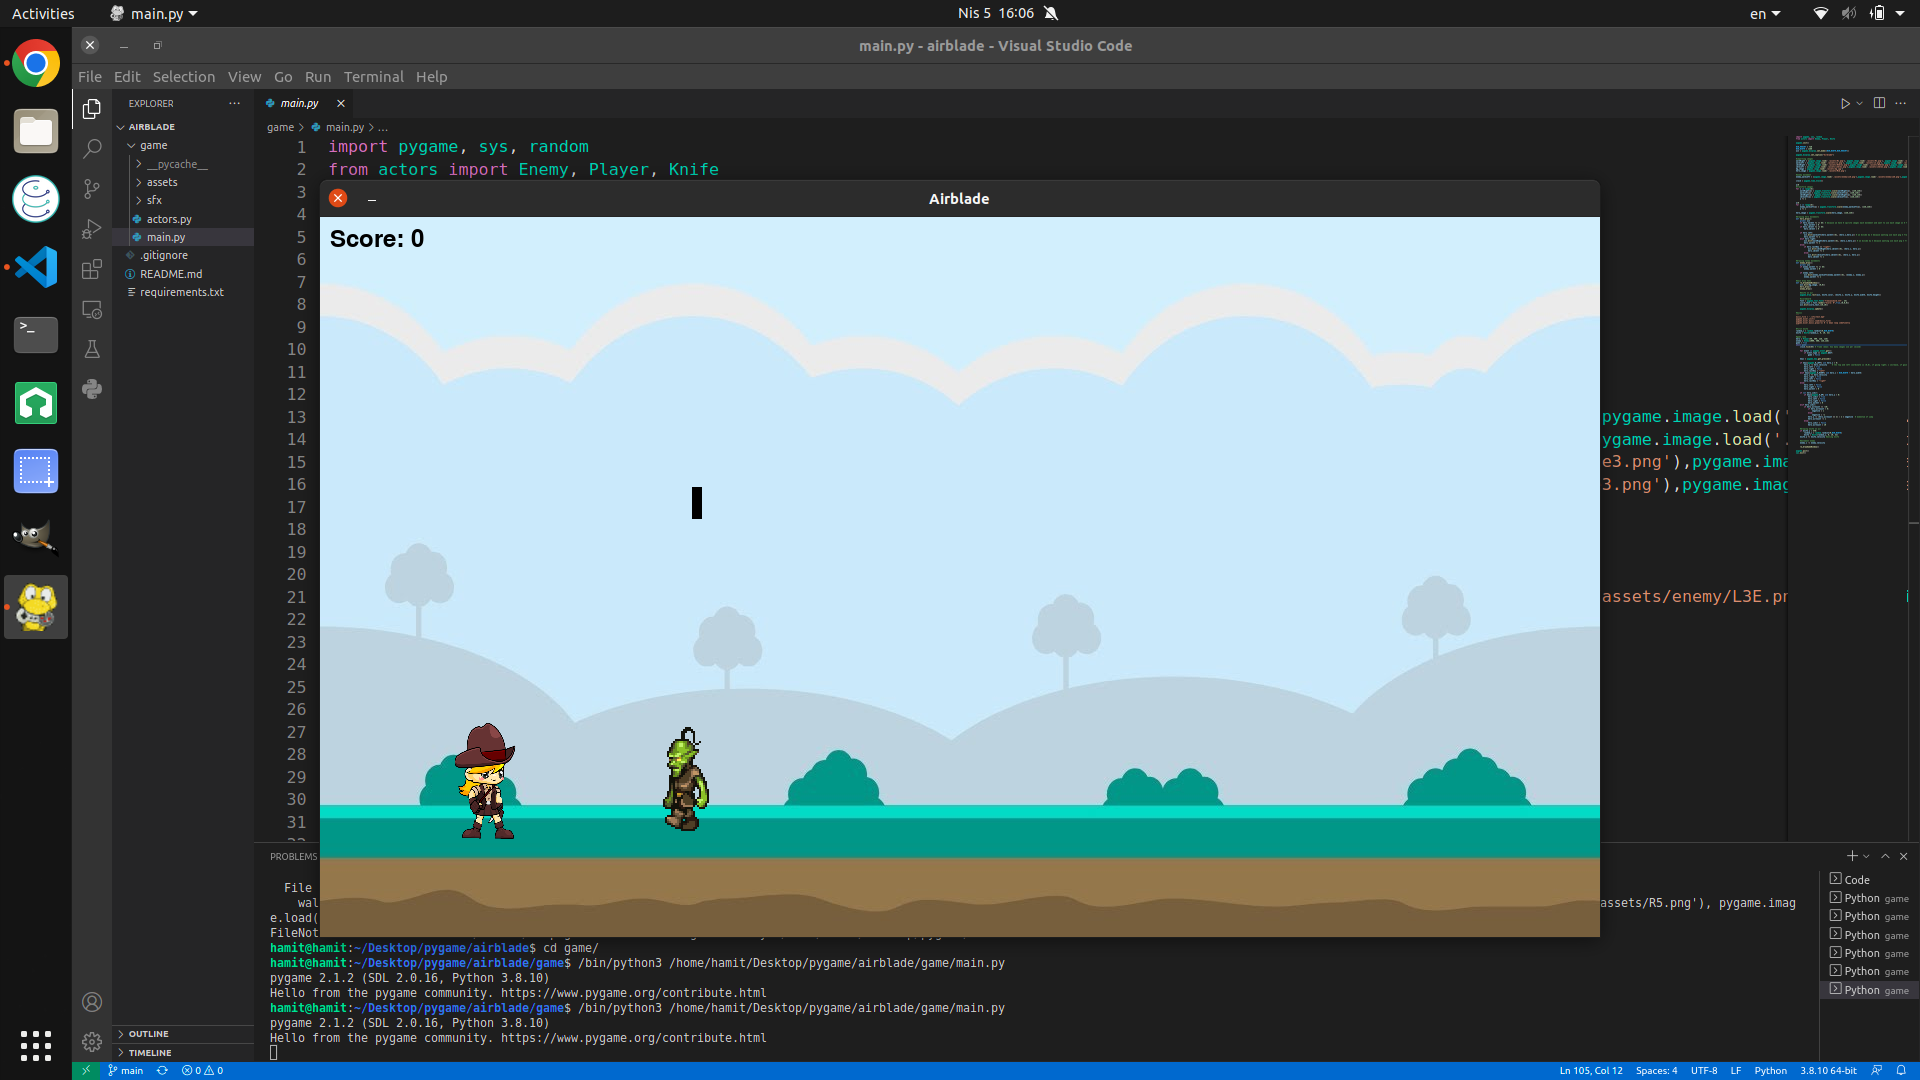 Activities
main.py
Nis 5 16:06
en
main.py - airblade - Visual Studio Code
File Edit Selection View Go Run Terminal Help
EXPLORER
AIRBLADE
game
__pycache__
assets
sfx
actors.py
main.py
.gitignore
README.md
requirements.txt
OUTLINE
TIMELINE
main.py
game > main.py > ...
1 import pygame, sys, random
2 from actors import Enemy, Player, Knife
3
4
5
6
7
8
9
10
11
12
13 pygame.image.load('
14 ygame.image.load('.
15 e3.png'),pygame.ima
16 3.png'),pygame.imag
17
18
19
20
21 assets/enemy/L3E.pn
22
23
24
25
26
27
28
29
30
31
Airblade
Score: 0
PROBLEMS
File
wal assets/R5.png'), pygame.imag
e.load(
FileNot
hamit@hamit:~/Desktop/pygame/airblade$ cd game/
hamit@hamit:~/Desktop/pygame/airblade/game$ /bin/python3 /home/hamit/Desktop/pygame/airblade/game/main.py
pygame 2.1.2 (SDL 2.0.16, Python 3.8.10)
Hello from the pygame community. https://www.pygame.org/contribute.html
hamit@hamit:~/Desktop/pygame/airblade/game$ /bin/python3 /home/hamit/Desktop/pygame/airblade/game/main.py
pygame 2.1.2 (SDL 2.0.16, Python 3.8.10)
Hello from the pygame community. https://www.pygame.org/contribute.html
Code
Python game
Python game
Python game
Python game
Python game
Python game
main 0 0 Ln 105, Col 12 Spaces: 4 UTF-8 LF Python 3.8.10 64-bit